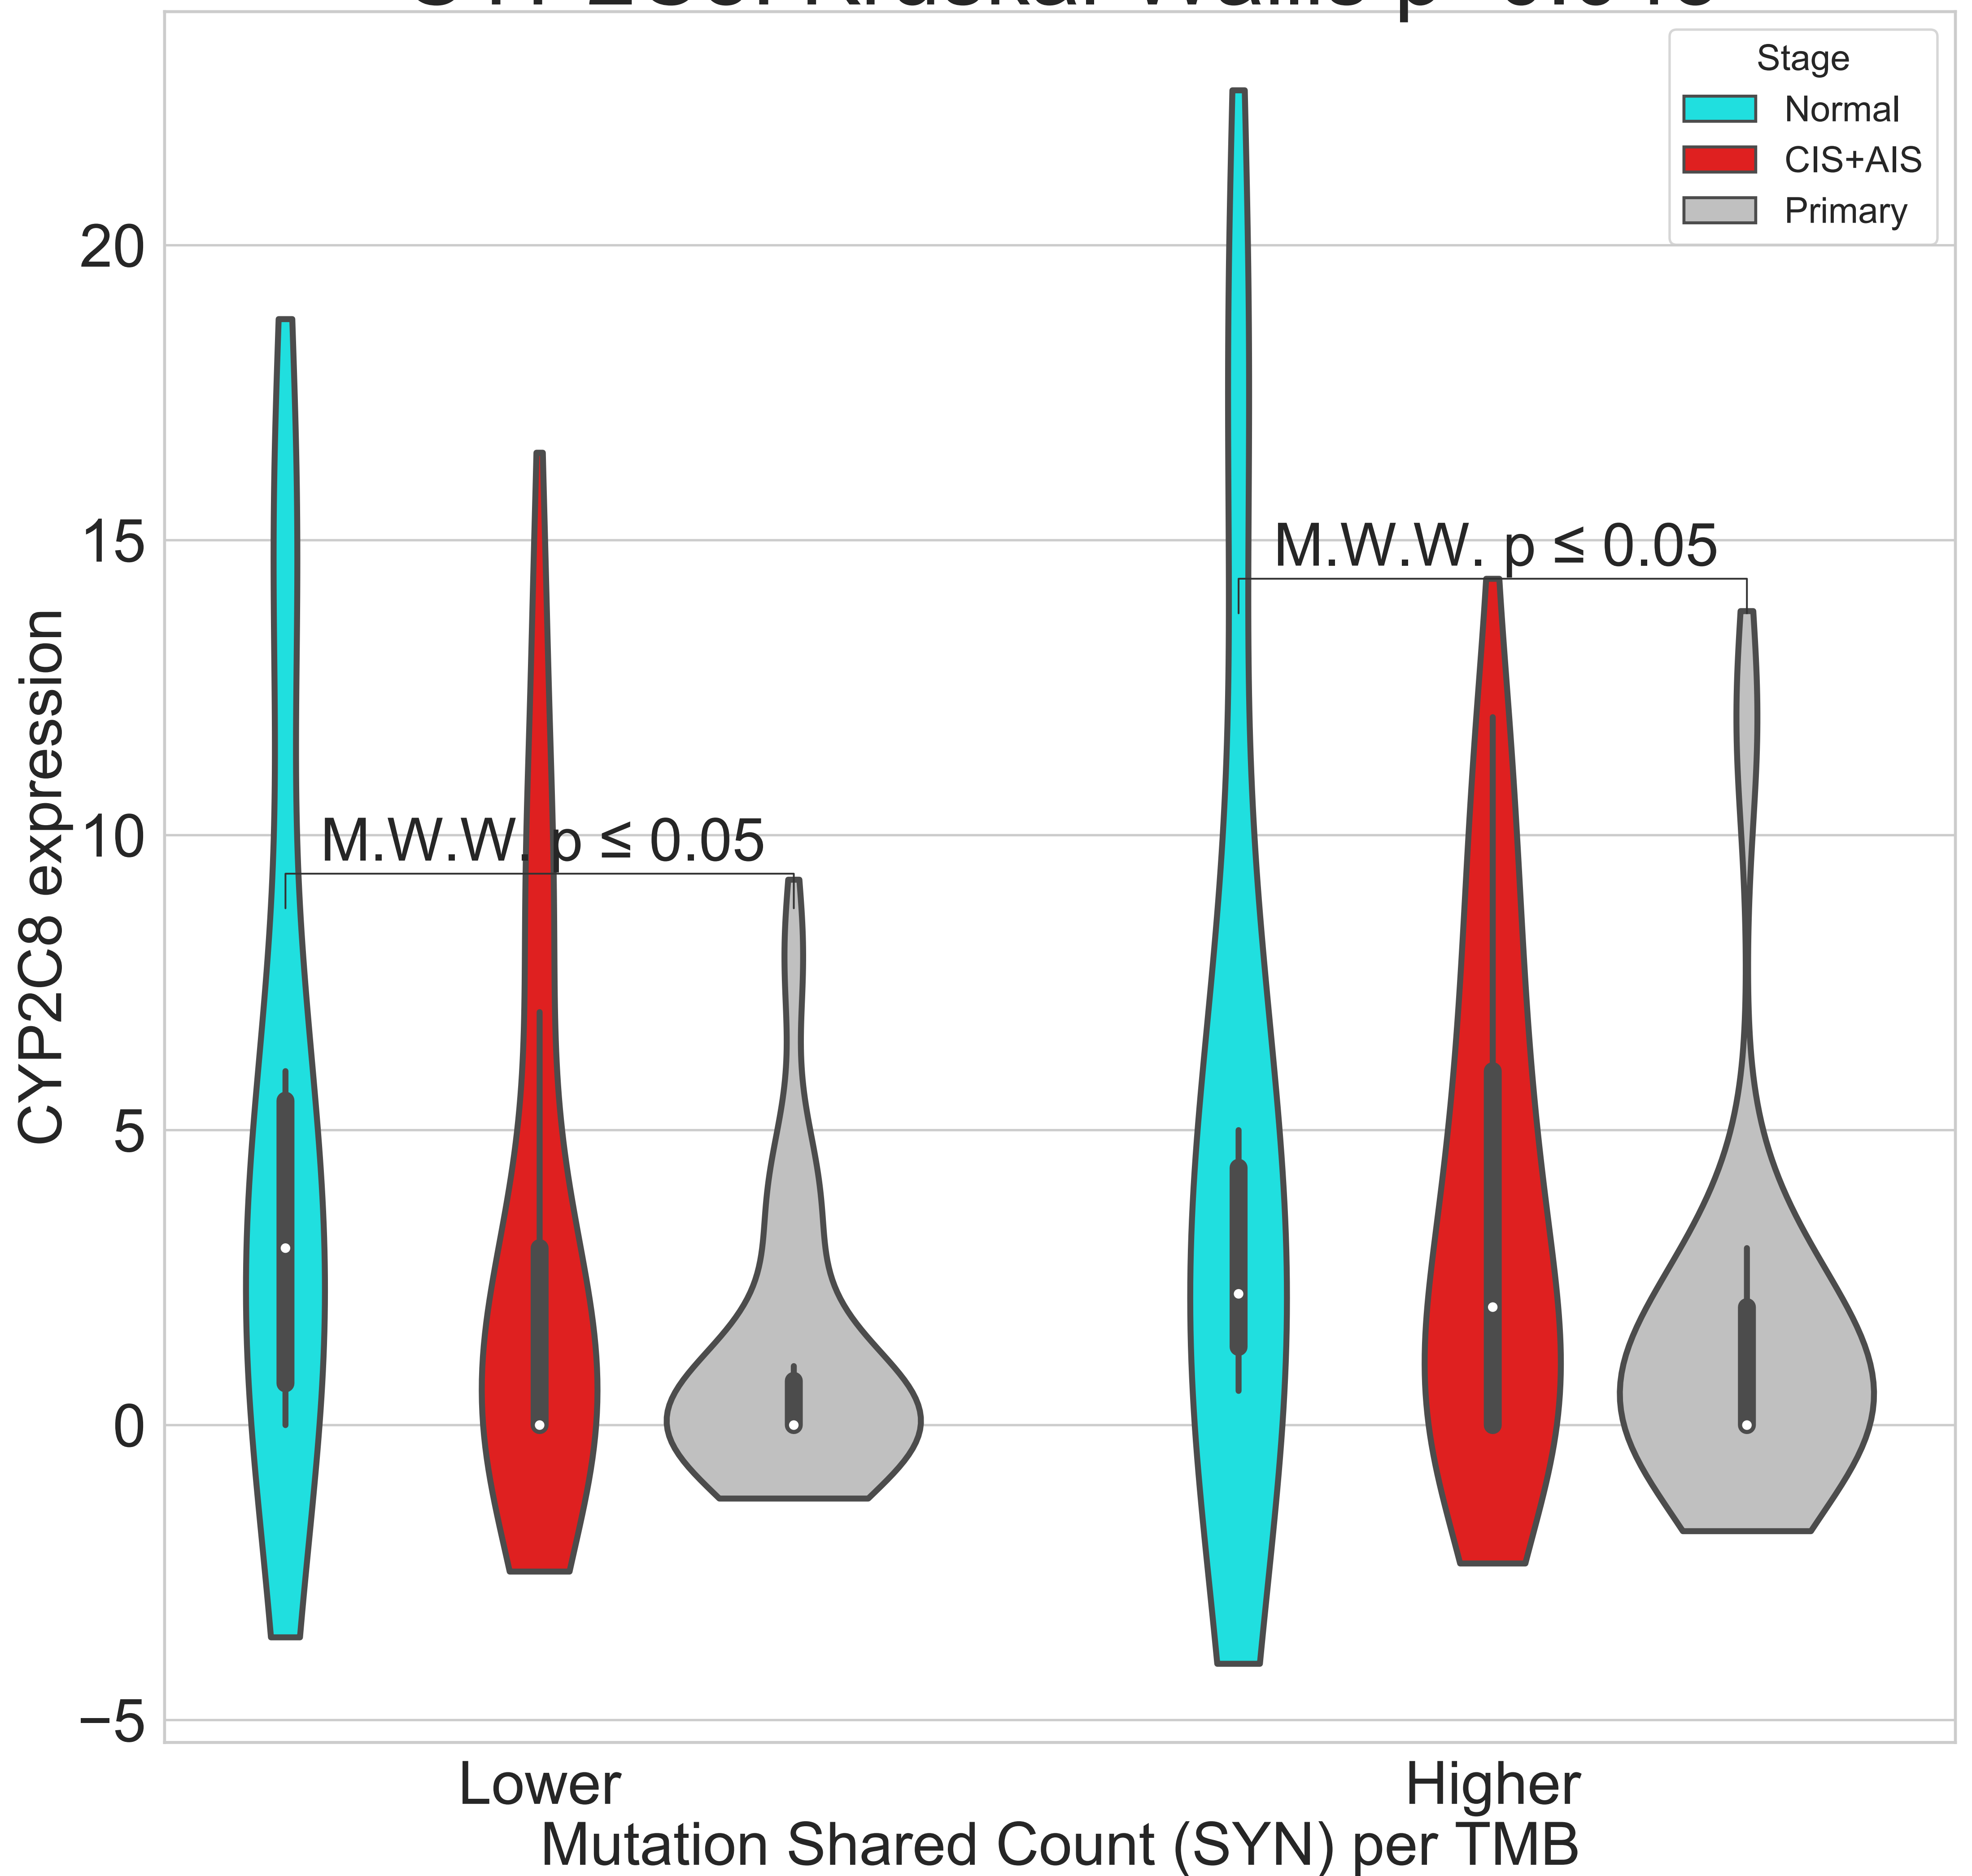 Stage
Normal
CIS+AIS
Primary
20
15
10
5
0
−5
CYP2C8 expression
M.W.W. p ≤ 0.05
M.W.W. p ≤ 0.05
Lower
Higher
Mutation Shared Count (SYN) per TMB